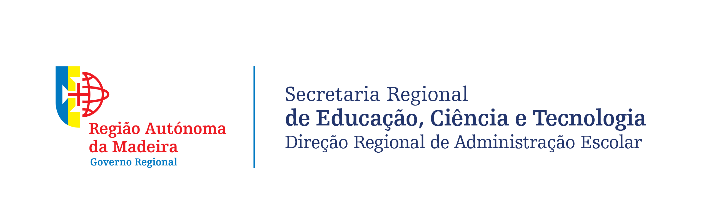 Região Autónoma
da Madeira
Governo Regional
Secretaria Regional
de Educação, Ciência e Tecnologia
Direção Regional de Administração Escolar